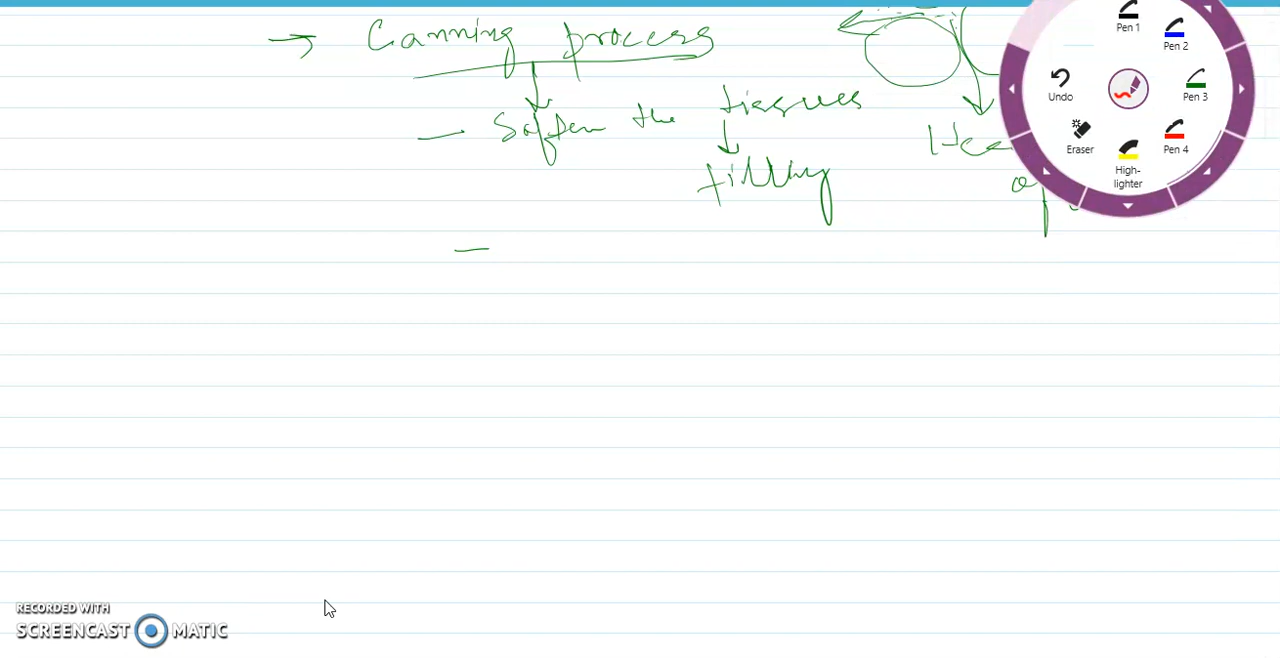 → Canning process
— Soften the tissues
filling
—
Pen 1
Pen 2
Undo
Pen 3
Eraser
Pen 4
High-
lighter
RECORDED WITH
SCREENCAST MATIC